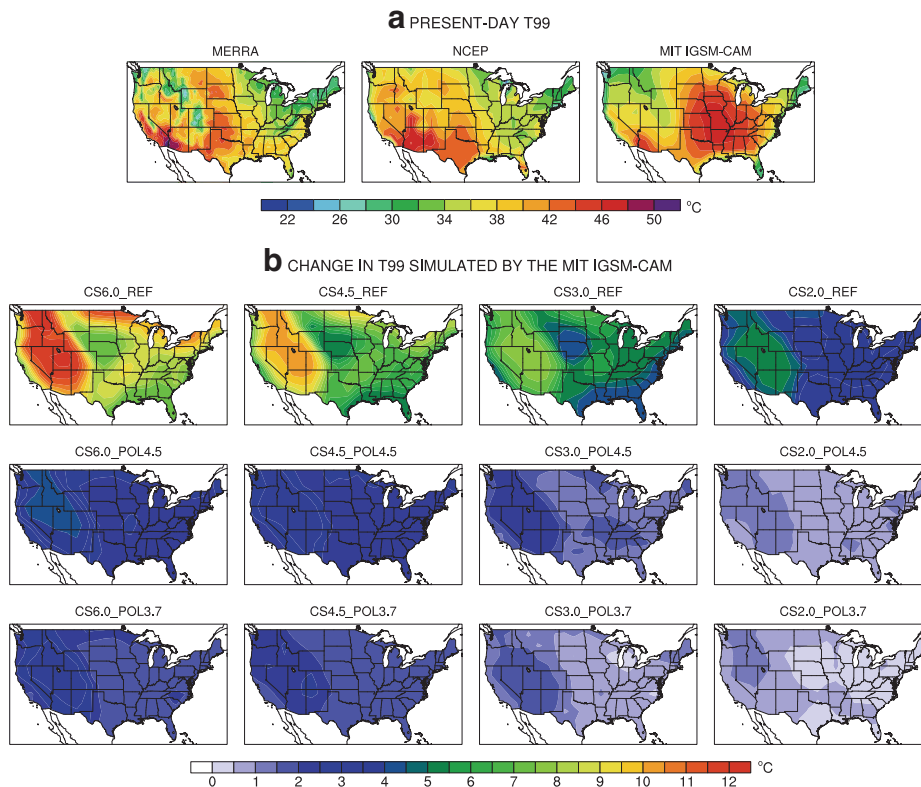 a PRESENT-DAY T99
MERRA NCEP MIT IGSM-CAM
22 26 30 34 38 42 46 50 °C
b CHANGE IN T99 SIMULATED BY THE MIT IGSM-CAM
CS6.0_REF CS4.5_REF CS3.0_REF CS2.0_REF
CS6.0_POL4.5 CS4.5_POL4.5 CS3.0_POL4.5 CS2.0_POL4.5
CS6.0_POL3.7 CS4.5_POL3.7 CS3.0_POL3.7 CS2.0_POL3.7
0 1 2 3 4 5 6 7 8 9 10 11 12 °C